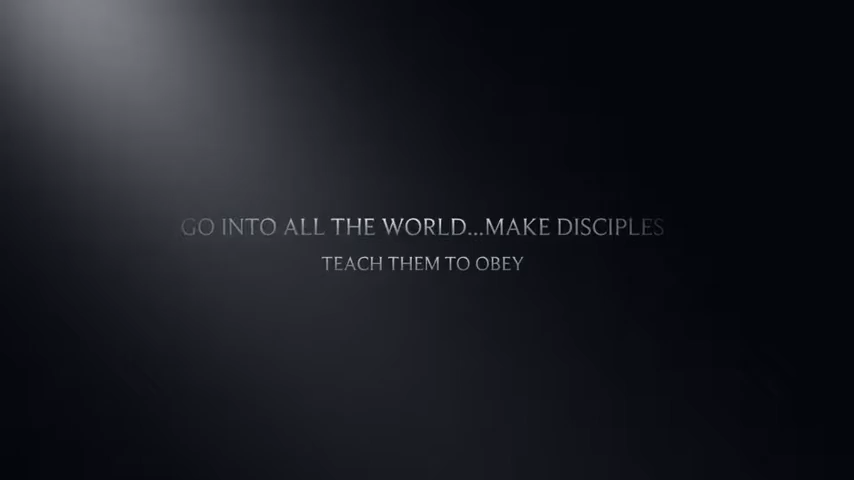 GO INTO ALL THE WORLD...MAKE DISCIPLES
TEACH THEM TO OBEY